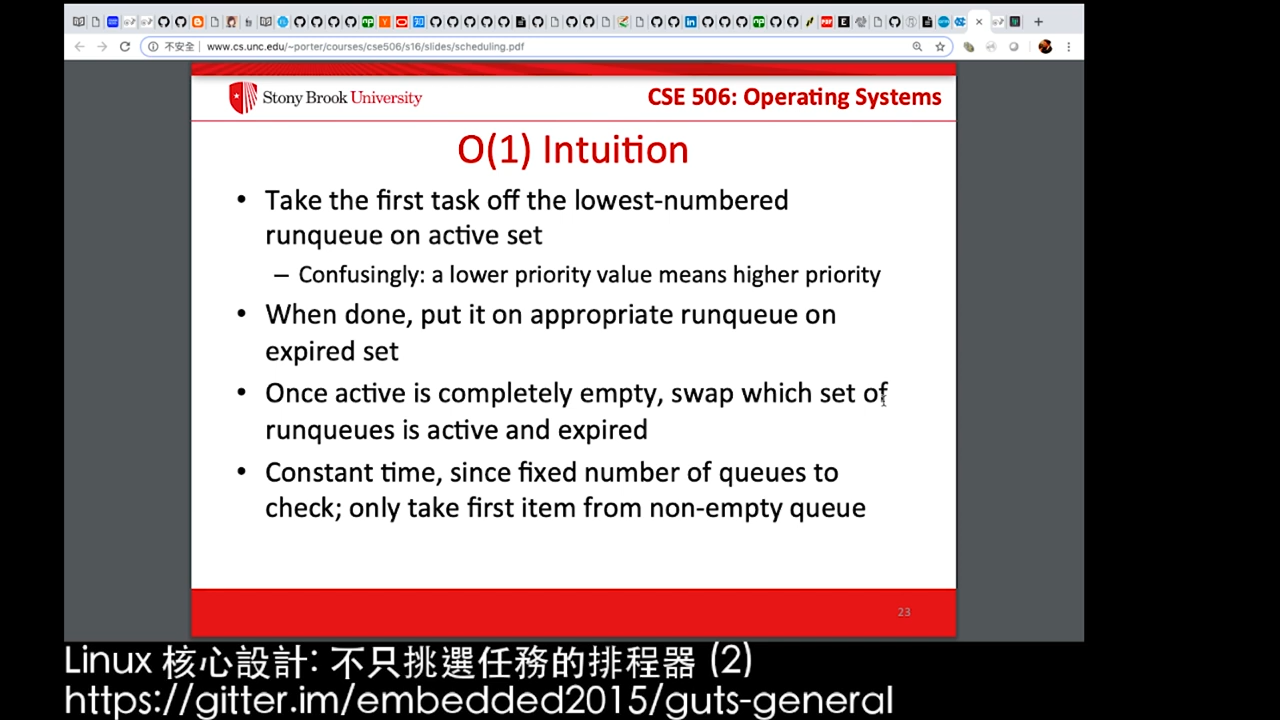 不安全 www.cs.unc.edu/~porter/courses/cse506/s16/slides/scheduling.pdf
Stony Brook University
CSE 506: Operating Systems
O(1) Intuition
• Take the first task off the lowest-numbered
runqueue on active set
– Confusingly: a lower priority value means higher priority
• When done, put it on appropriate runqueue on
expired set
• Once active is completely empty, swap which set of
runqueues is active and expired
• Constant time, since fixed number of queues to
check; only take first item from non-empty queue
23
Linux 核心設計: 不只挑選任務的排程器 (2)
https://gitter.im/embedded2015/guts-general